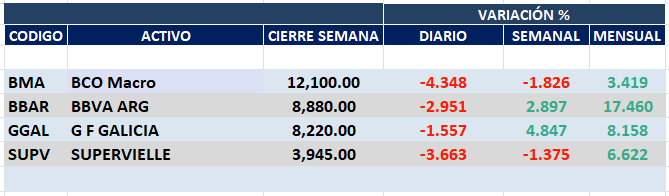 VARIACIÓN %
CODIGO ACTIVO CIERRE SEMANA DIARIO SEMANAL MENSUAL
BMA BCO Macro 12,100.00 -4.348 -1.826 3.419
BBAR BBVA ARG 8,880.00 -2.951 2.897 17.460
GGAL G F GALICIA 8,220.00 -1.557 4.847 8.158
SUPV SUPERVIELLE 3,945.00 -3.663 -1.375 6.622